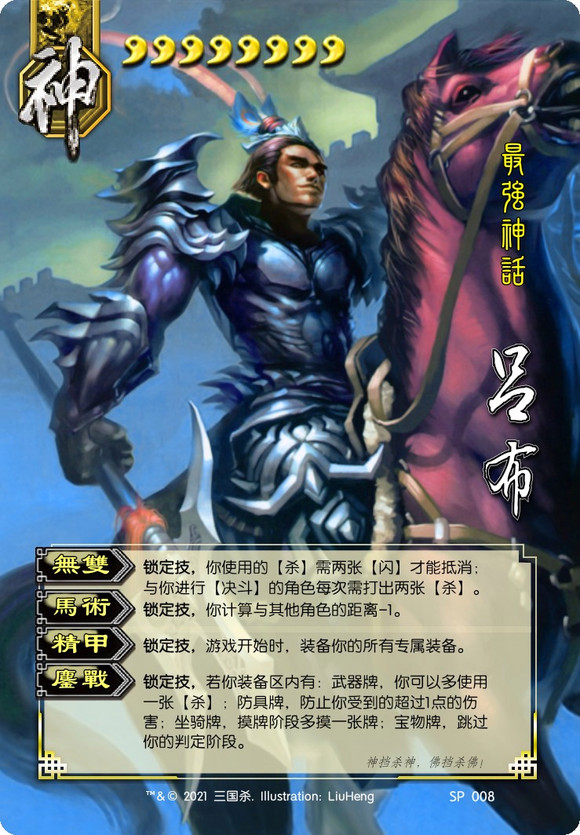 神
最強神話
呂布
無雙
锁定技，你使用的【杀】需两张【闪】才能抵消；
与你进行【决斗】的角色每次需打出两张【杀】。
馬術
锁定技，你计算与其他角色的距离-1。
精甲
锁定技，游戏开始时，装备你的所有专属装备。
鏖戰
锁定技，若你装备区内有：武器牌，你可以多使用
一张【杀】；防具牌，防止你受到的超过1点的伤
害；坐骑牌，摸牌阶段多摸一张牌；宝物牌，跳过
你的判定阶段。
神挡杀神，佛挡杀佛！
™& © 2021 三国杀. Illustration: LiuHeng
SP 008